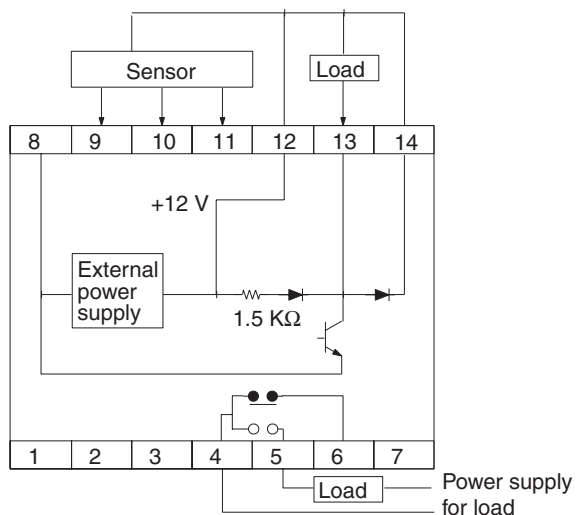 Sensor
Load
8 9 10 11 12 13 14
+12 V
External
power
supply
1.5 KΩ
1 2 3 4 5 6 7
Load
Power supply
for load